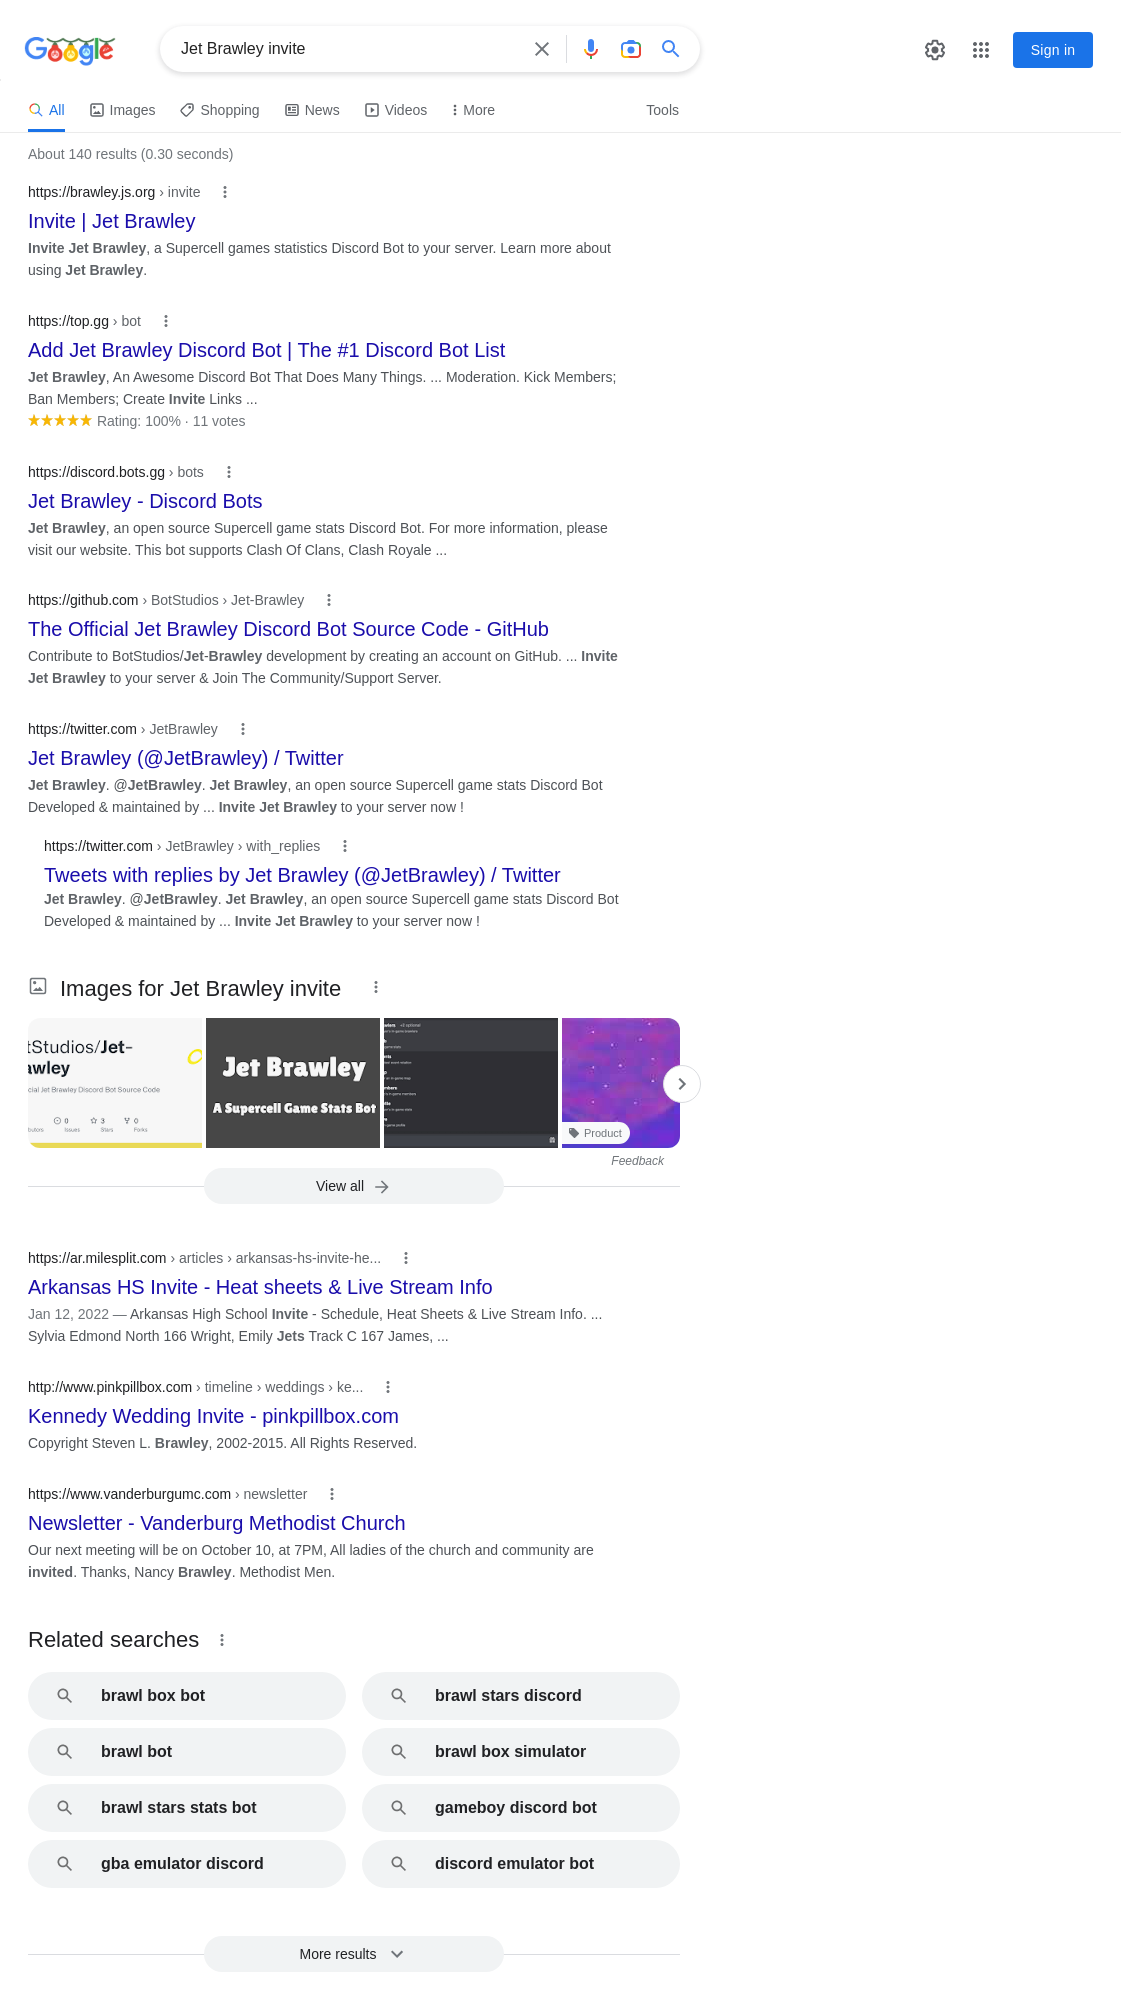 Google
Jet Brawley invite
Sign in
All
Images
Shopping
News
Videos
More
Tools
About 140 results (0.30 seconds)
https://brawley.js.org › invite
Invite | Jet Brawley
Invite Jet Brawley, a Supercell games statistics Discord Bot to your server. Learn more about
using Jet Brawley.
https://top.gg › bot
Add Jet Brawley Discord Bot | The #1 Discord Bot List
Jet Brawley, An Awesome Discord Bot That Does Many Things. ... Moderation. Kick Members;
Ban Members; Create Invite Links ...
Rating: 100% · 11 votes
https://discord.bots.gg › bots
Jet Brawley - Discord Bots
Jet Brawley, an open source Supercell game stats Discord Bot. For more information, please
visit our website. This bot supports Clash Of Clans, Clash Royale ...
https://github.com › BotStudios › Jet-Brawley
The Official Jet Brawley Discord Bot Source Code - GitHub
Contribute to BotStudios/Jet-Brawley development by creating an account on GitHub. ... Invite
Jet Brawley to your server & Join The Community/Support Server.
https://twitter.com › JetBrawley
Jet Brawley (@JetBrawley) / Twitter
Jet Brawley. @JetBrawley. Jet Brawley, an open source Supercell game stats Discord Bot
Developed & maintained by ... Invite Jet Brawley to your server now !
https://twitter.com › JetBrawley › with_replies
Tweets with replies by Jet Brawley (@JetBrawley) / Twitter
Jet Brawley. @JetBrawley. Jet Brawley, an open source Supercell game stats Discord Bot
Developed & maintained by ... Invite Jet Brawley to your server now !
Images for Jet Brawley invite
tStudios/Jet-
awley
cial Jet Brawley Discord Bot Source Code
0 3 0
Issues Stars Forks
Jet Brawley
A Supercell Game Stats Bot
Product
Feedback
View all
https://ar.milesplit.com › articles › arkansas-hs-invite-he...
Arkansas HS Invite - Heat sheets & Live Stream Info
Jan 12, 2022 — Arkansas High School Invite - Schedule, Heat Sheets & Live Stream Info. ...
Sylvia Edmond North 166 Wright, Emily Jets Track C 167 James, ...
http://www.pinkpillbox.com › timeline › weddings › ke...
Kennedy Wedding Invite - pinkpillbox.com
Copyright Steven L. Brawley, 2002-2015. All Rights Reserved.
https://www.vanderburgumc.com › newsletter
Newsletter - Vanderburg Methodist Church
Our next meeting will be on October 10, at 7PM, All ladies of the church and community are
invited. Thanks, Nancy Brawley. Methodist Men.
Related searches
brawl box bot
brawl stars discord
brawl bot
brawl box simulator
brawl stars stats bot
gameboy discord bot
gba emulator discord
discord emulator bot
More results